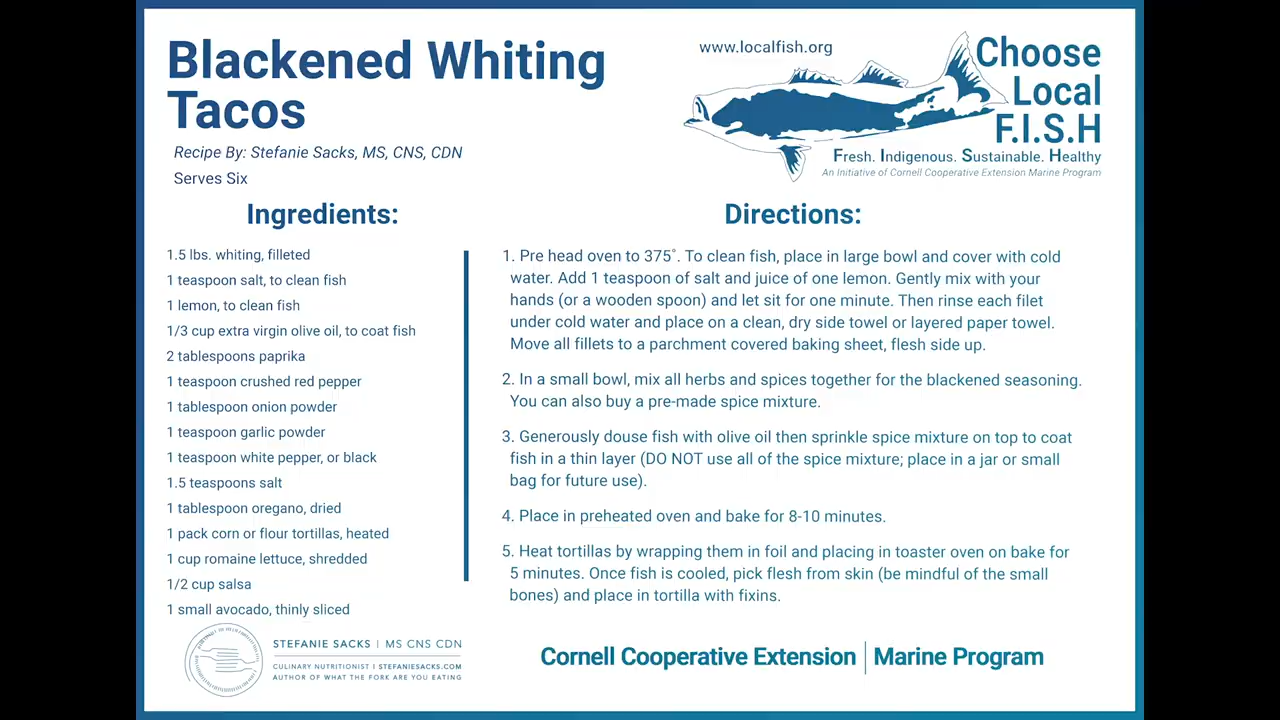 Blackened Whiting
Tacos
Recipe By: Stefanie Sacks, MS, CNS, CDN
Serves Six
www.localfish.org
Choose
Local
F.I.S.H
Fresh. Indigenous. Sustainable. Healthy
An Initiative of Cornell Cooperative Extension Marine Program
Ingredients:
1.5 lbs. whiting, filleted
1 teaspoon salt, to clean fish
1 lemon, to clean fish
1/3 cup extra virgin olive oil, to coat fish
2 tablespoons paprika
1 teaspoon crushed red pepper
1 tablespoon onion powder
1 teaspoon garlic powder
1 teaspoon white pepper, or black
1.5 teaspoons salt
1 tablespoon oregano, dried
1 pack corn or flour tortillas, heated
1 cup romaine lettuce, shredded
1/2 cup salsa
1 small avocado, thinly sliced
Directions:
1. Pre head oven to 375°. To clean fish, place in large bowl and cover with cold
water. Add 1 teaspoon of salt and juice of one lemon. Gently mix with your
hands (or a wooden spoon) and let sit for one minute. Then rinse each filet
under cold water and place on a clean, dry side towel or layered paper towel.
Move all fillets to a parchment covered baking sheet, flesh side up.
2. In a small bowl, mix all herbs and spices together for the blackened seasoning.
You can also buy a pre-made spice mixture.
3. Generously douse fish with olive oil then sprinkle spice mixture on top to coat
fish in a thin layer (DO NOT use all of the spice mixture; place in a jar or small
bag for future use).
4. Place in preheated oven and bake for 8-10 minutes.
5. Heat tortillas by wrapping them in foil and placing in toaster oven on bake for
5 minutes. Once fish is cooled, pick flesh from skin (be mindful of the small
bones) and place in tortilla with fixins.
STEFANIE SACKS | MS CNS CDN
CULINARY NUTRITIONIST | STEFANIESACKS.COM
AUTHOR OF WHAT THE FORK ARE YOU EATING
Cornell Cooperative Extension | Marine Program